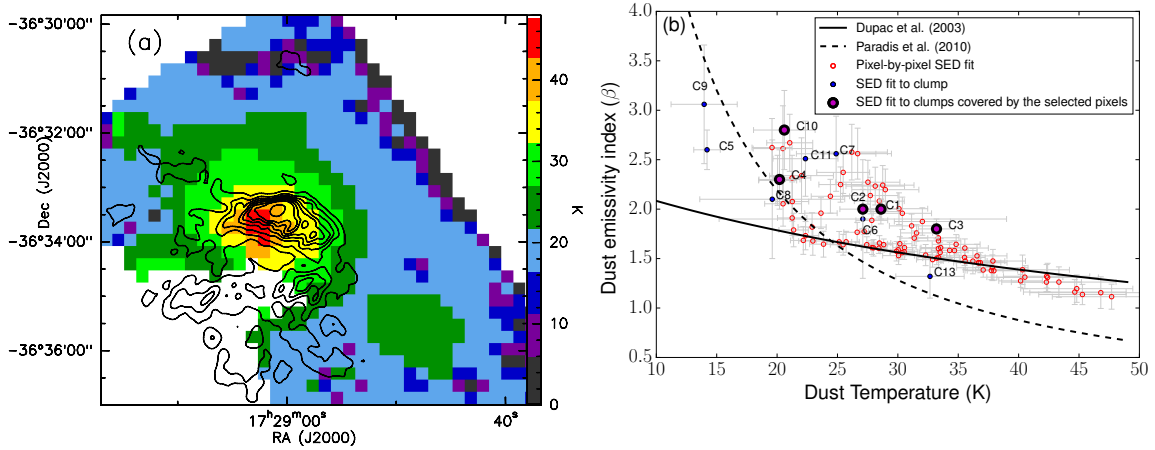 (a)
-36°30'00"
-36°32'00"
-36°34'00"
-36°36'00"
Dec (J2000)
17ʰ29ᵐ00ˢ
40ˢ
RA (J2000)
40
30
20
10
0
K
(b)
Dupac et al. (2003)
Paradis et al. (2010)
Pixel-by-pixel SED fit
SED fit to clump
SED fit to clumps covered by the selected pixels
4.0
3.5
3.0
2.5
2.0
1.5
1.0
0.5
Dust emissivity index (β)
C9
C10
C5
C11
C7
C4
C8
C2
C1
C6
C3
C13
10
15
20
25
30
35
40
45
50
Dust Temperature (K)